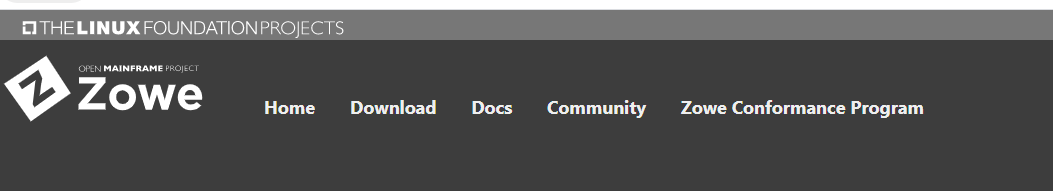 THE LINUX FOUNDATION PROJECTS
OPEN MAINFRAME PROJECT
Zowe
Home Download Docs Community Zowe Conformance Program